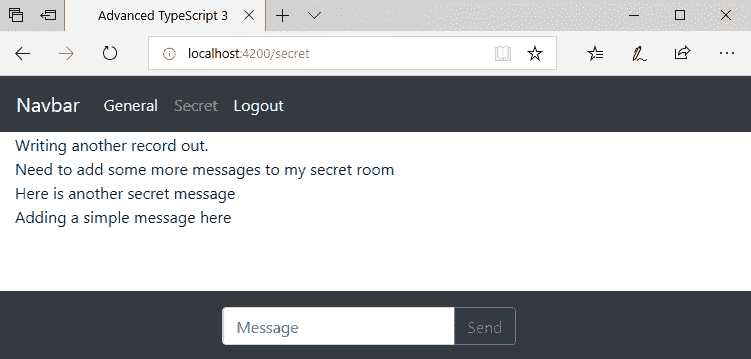 Advanced TypeScript 3
localhost:4200/secret
Navbar General Secret Logout
Writing another record out.
Need to add some more messages to my secret room
Here is another secret message
Adding a simple message here
Message Send